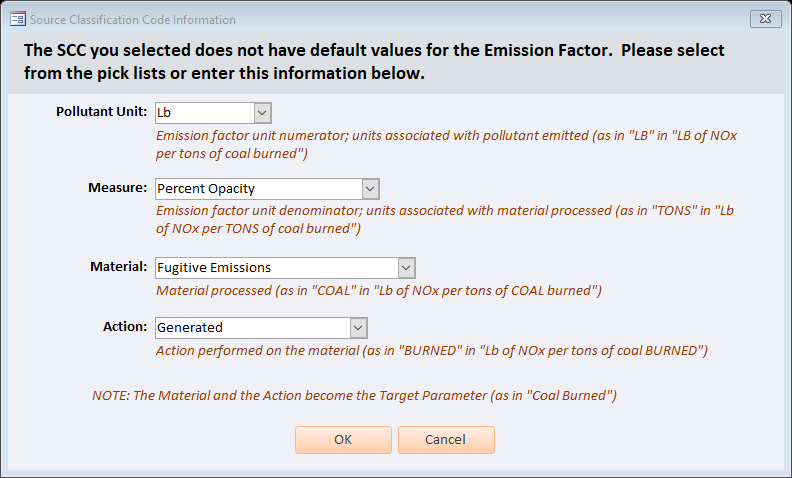 Source Classification Code Information
The SCC you selected does not have default values for the Emission Factor.  Please select
from the pick lists or enter this information below.
Pollutant Unit: Lb
Emission factor unit numerator; units associated with pollutant emitted (as in "LB" in "LB of NOx
per tons of coal burned")
Measure: Percent Opacity
Emission factor unit denominator; units associated with material processed (as in "TONS" in "Lb
of NOx per TONS of coal burned")
Material: Fugitive Emissions
Material processed (as in "COAL" in "Lb of NOx per tons of COAL burned")
Action: Generated
Action performed on the material (as in "BURNED" in "Lb of NOx per tons of coal BURNED")
NOTE: The Material and the Action become the Target Parameter (as in "Coal Burned")
OK Cancel